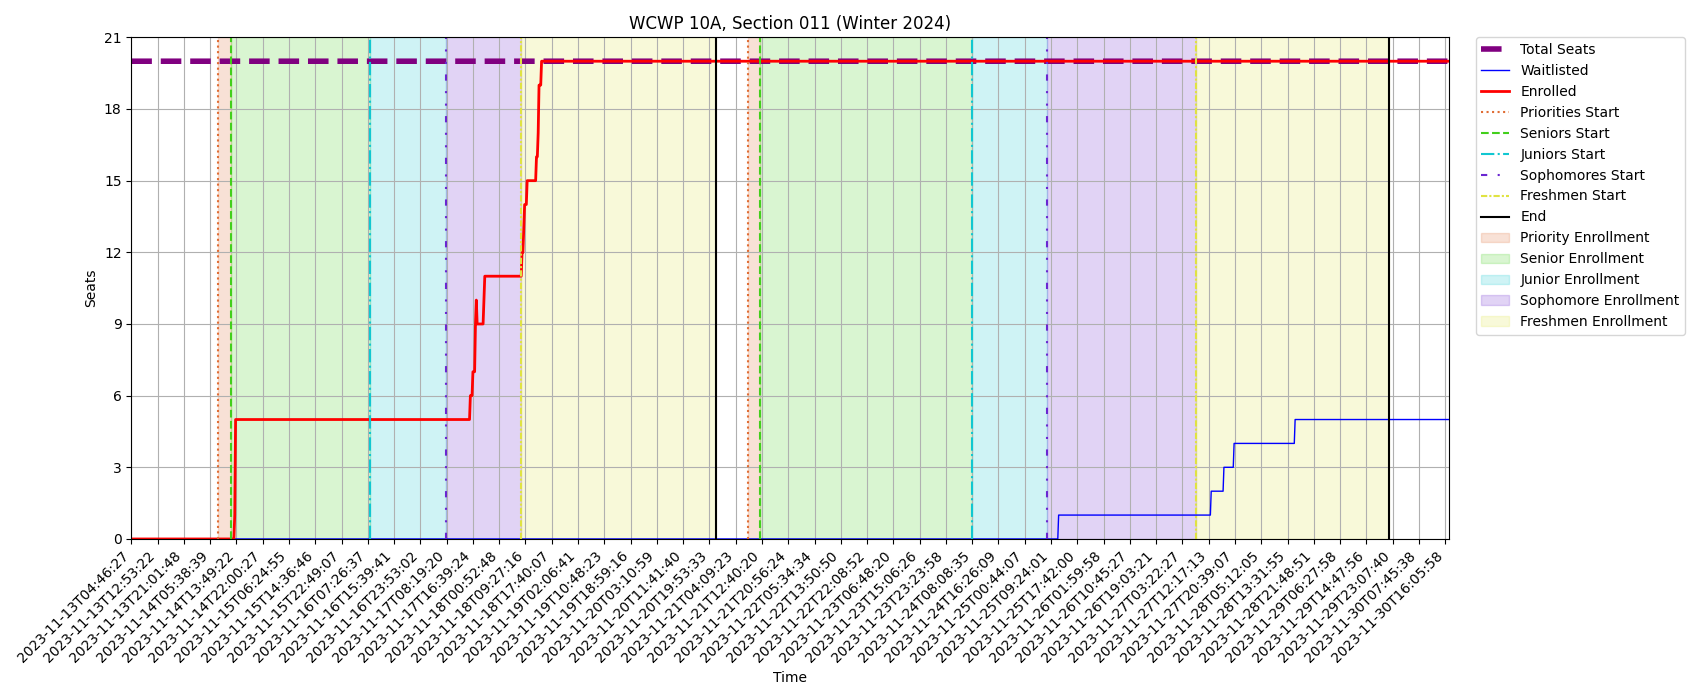 WCWP 10A, Section 011 (Winter 2024)
Seats
21
18
15
12
9
6
3
0
2023-11-13T04:46:27
2023-11-13T12:53:22
2023-11-13T21:01:48
2023-11-14T05:38:39
2023-11-14T13:49:22
2023-11-14T22:00:27
2023-11-15T06:24:55
2023-11-15T14:36:46
2023-11-15T22:49:07
2023-11-16T07:26:37
2023-11-16T15:39:41
2023-11-16T23:53:02
2023-11-17T08:19:20
2023-11-17T16:39:24
2023-11-18T00:52:48
2023-11-18T09:27:16
2023-11-18T17:40:07
2023-11-19T02:06:41
2023-11-19T10:48:23
2023-11-19T18:59:16
2023-11-20T03:10:59
2023-11-20T11:41:40
2023-11-20T19:53:33
2023-11-21T04:09:23
2023-11-21T12:40:20
2023-11-21T20:56:24
2023-11-22T05:34:34
2023-11-22T13:50:50
2023-11-22T22:08:52
2023-11-23T06:48:20
2023-11-23T15:06:26
2023-11-23T23:23:58
2023-11-24T08:08:35
2023-11-24T16:26:09
2023-11-25T00:44:07
2023-11-25T09:24:01
2023-11-25T17:42:00
2023-11-26T01:59:58
2023-11-26T10:45:27
2023-11-26T19:03:21
2023-11-27T03:22:27
2023-11-27T12:17:13
2023-11-27T20:39:07
2023-11-28T05:12:05
2023-11-28T13:31:55
2023-11-28T21:48:51
2023-11-29T06:27:58
2023-11-29T14:47:56
2023-11-29T23:07:40
2023-11-30T07:45:38
2023-11-30T16:05:58
Time
Total Seats
Waitlisted
Enrolled
Priorities Start
Seniors Start
Juniors Start
Sophomores Start
Freshmen Start
End
Priority Enrollment
Senior Enrollment
Junior Enrollment
Sophomore Enrollment
Freshmen Enrollment